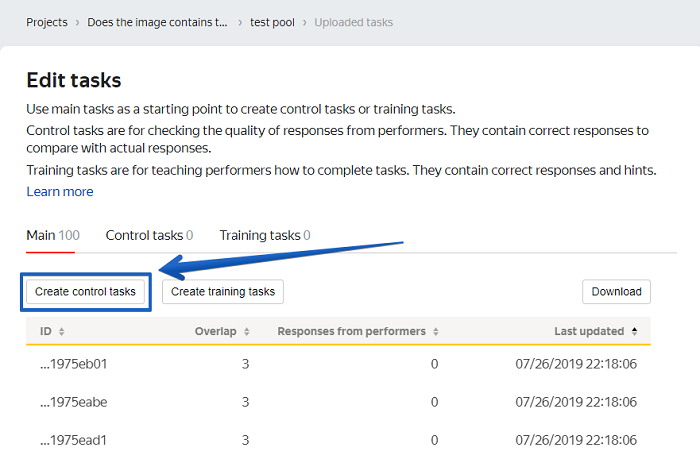 Projects › Does the image contains t... › test pool › Uploaded tasks
Edit tasks
Use main tasks as a starting point to create control tasks or training tasks.
Control tasks are for checking the quality of responses from performers. They contain correct responses to
compare with actual responses.
Training tasks are for teaching performers how to complete tasks. They contain correct responses and hints.
Learn more
Main 100 Control tasks 0 Training tasks 0
Create control tasks Create training tasks Download
ID Overlap Responses from performers Last updated
...1975eb01 3 0 07/26/2019 22:18:06
...1975eabe 3 0 07/26/2019 22:18:06
...1975ead1 3 0 07/26/2019 22:18:06